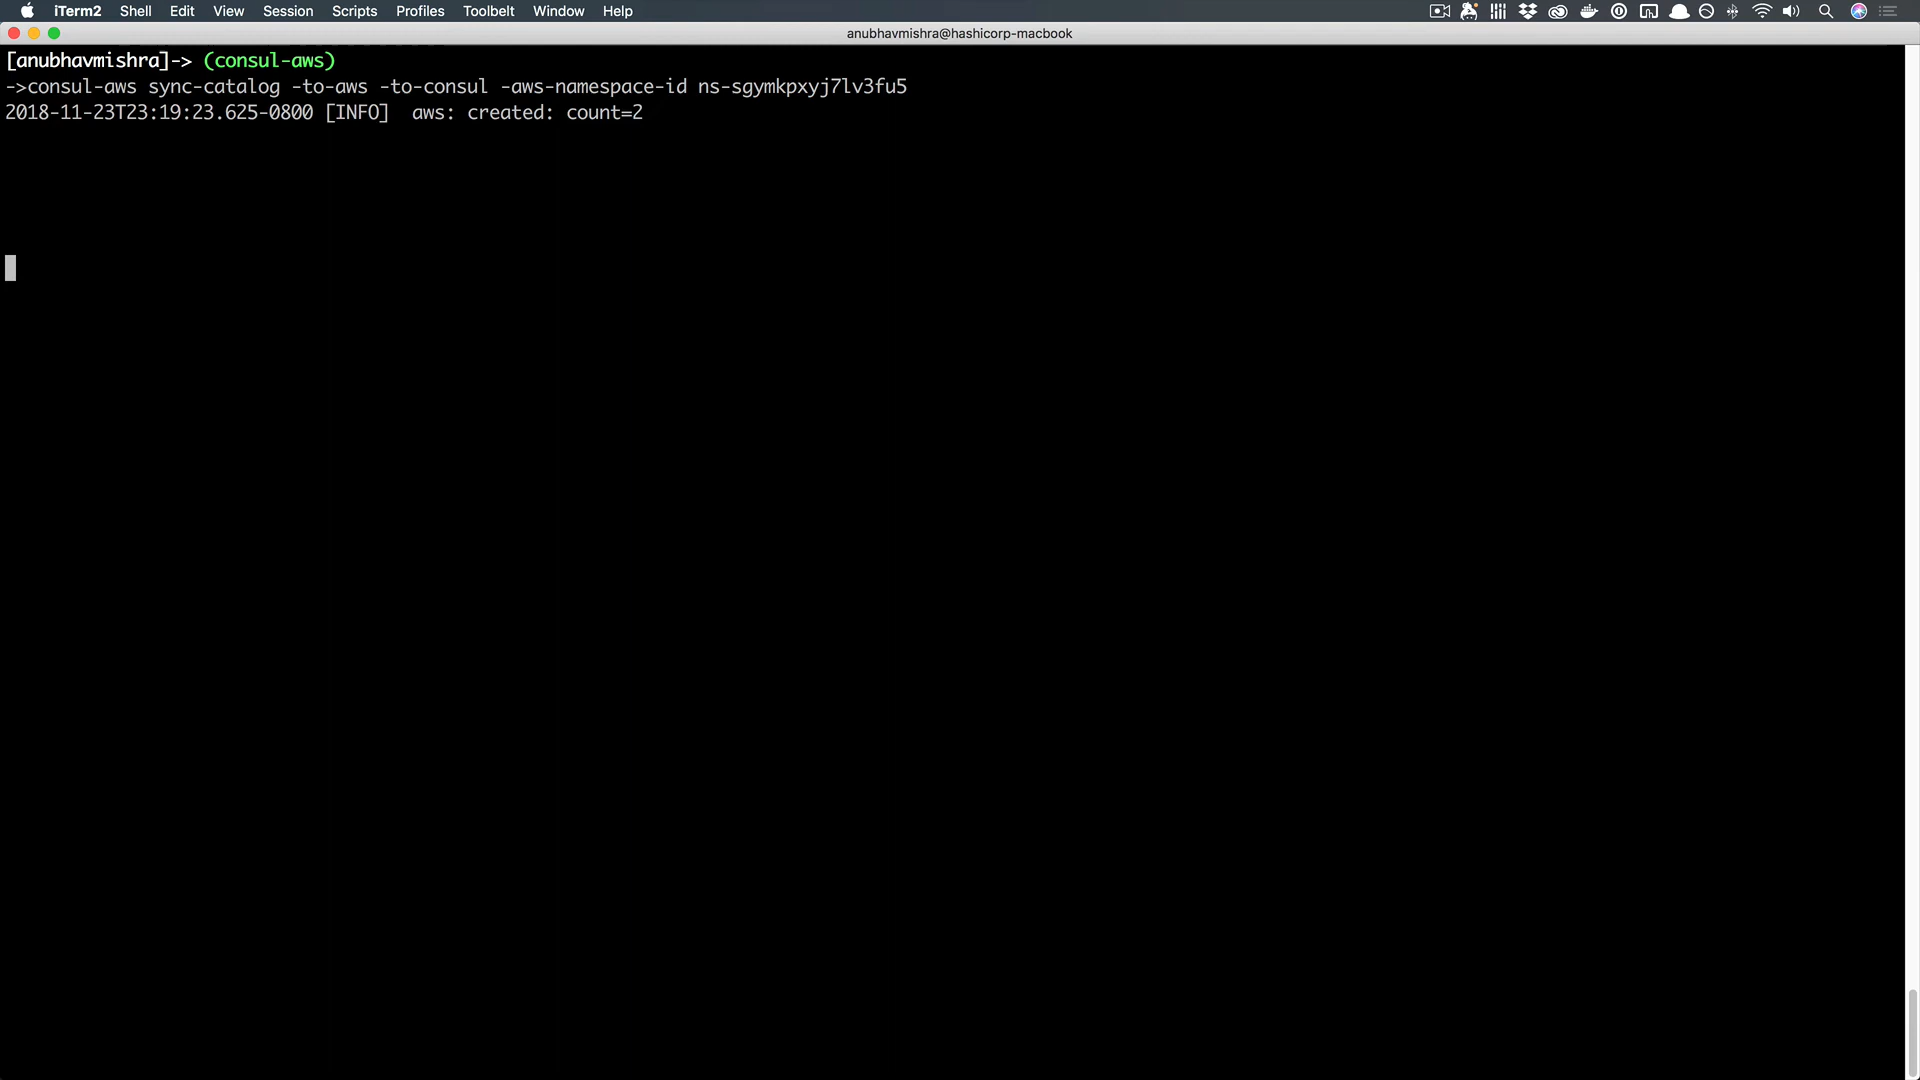 iTerm2 Shell Edit View Session Scripts Profiles Toolbelt Window Help
anubhavmishra@hashicorp-macbook
[anubhavmishra]-> (consul-aws)
->consul-aws sync-catalog -to-aws -to-consul -aws-namespace-id ns-sgymkpxyj7lv3fu5
2018-11-23T23:19:23.625-0800 [INFO]  aws: created: count=2